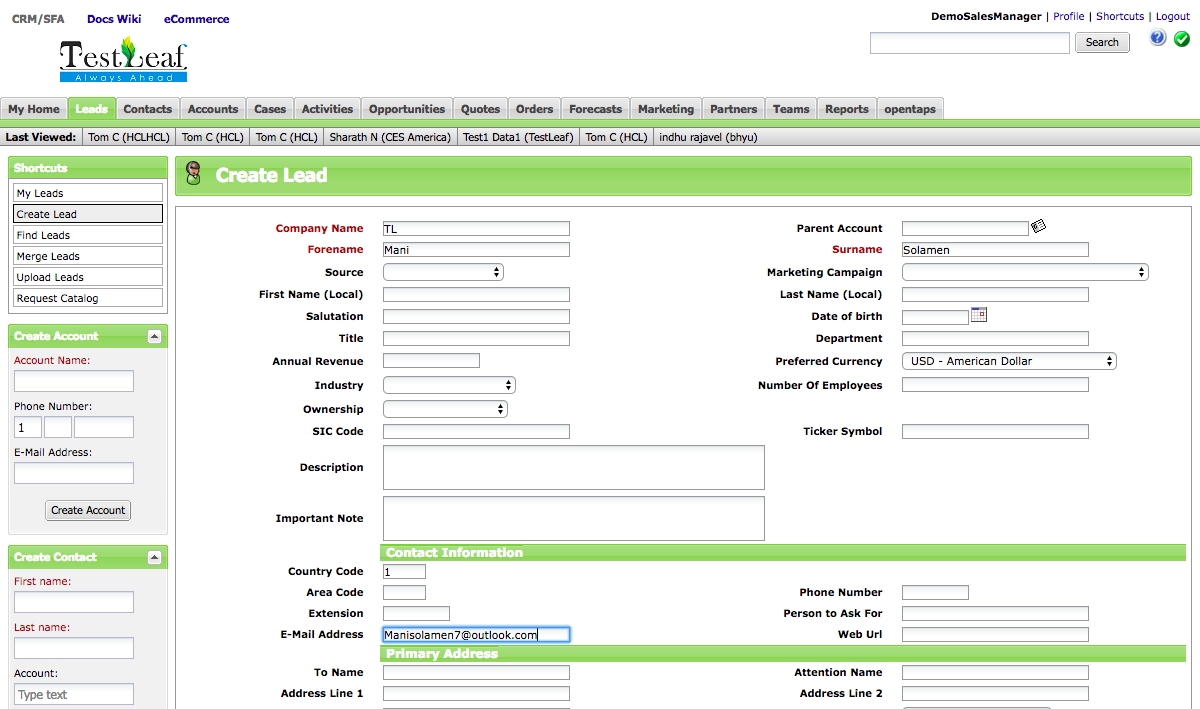 CRM/SFA Docs Wiki eCommerce
DemoSalesManager | Profile | Shortcuts | Logout
TestLeaf
Always Ahead
Search
?
My Home Leads Contacts Accounts Cases Activities Opportunities Quotes Orders Forecasts Marketing Partners Teams Reports opentaps
Last Viewed: Tom C (HCLHCL) Tom C (HCL) Tom C (HCL) Sharath N (CES America) Test1 Data1 (TestLeaf) Tom C (HCL) indhu rajavel (bhyu)
Shortcuts
My Leads
Create Lead
Find Leads
Merge Leads
Upload Leads
Request Catalog
Create Account
Account Name:
Phone Number:
1
E-Mail Address:
Create Account
Create Contact
First name:
Last name:
Account:
Type text
Create Lead
Company Name TL Parent Account
Forename Mani Surname Solamen
Source Marketing Campaign
First Name (Local) Last Name (Local)
Salutation Date of birth
Title Department
Annual Revenue Preferred Currency USD - American Dollar
Industry Number Of Employees
Ownership
SIC Code Ticker Symbol
Description
Important Note
Contact Information
Country Code 1
Area Code Phone Number
Extension Person to Ask For
E-Mail Address Manisolamen7@outlook.com Web Url
Primary Address
To Name Attention Name
Address Line 1 Address Line 2